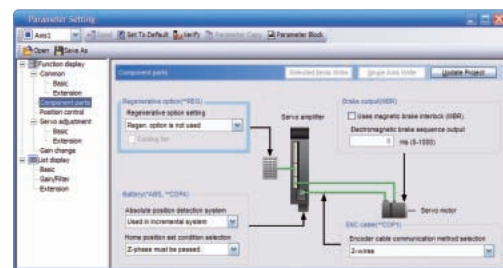 Parameter Setting
Axis1 Set To Default Verify Parameter Copy Parameter Block
Open Save As
Function display
Common
Basic
Extension
Component parts
Position control
Servo adjustment
Basic
Extension
Gain change
List display
Basic
Gain/Filter
Extension
Component parts
Selected Items Write Single Axis Write Update Project
Regenerative option(**REG)
Regenerative option setting
Regen. option is not used
Cooling fan
Servo amplifier
Brake output(MBR)
Uses magnetic brake interlock (MBR)
Electromagnetic brake sequence output
0 ms (0-1000)
Battery(*ABS, **COP4)
Absolute position detection system
Used in incremental system
Home position set condition selection
Z-phase must be passed.
Servo motor
ENC cable(**COP1)
Encoder cable communication method selection
2-wires